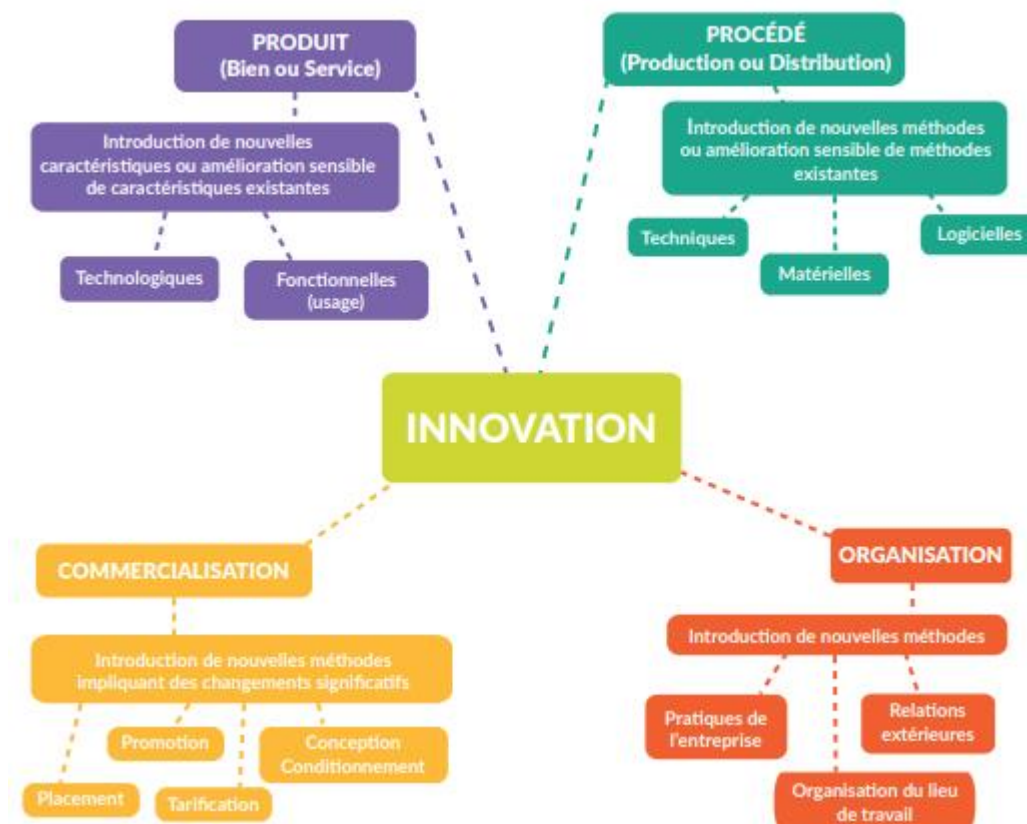 PRODUIT
(Bien ou Service)
Introduction de nouvelles
caractéristiques ou amélioration sensible
de caractéristiques existantes
Technologiques
Fonctionnelles
(usage)
PROCÉDÉ
(Production ou Distribution)
Introduction de nouvelles méthodes
ou amélioration sensible de méthodes
existantes
Techniques
Matérielles
Logicielles
INNOVATION
COMMERCIALISATION
Introduction de nouvelles méthodes
impliquant des changements significatifs
Placement
Promotion
Tarification
Conception
Conditionnement
ORGANISATION
Introduction de nouvelles méthodes
Pratiques de
l'entreprise
Organisation du lieu
de travail
Relations
extérieures